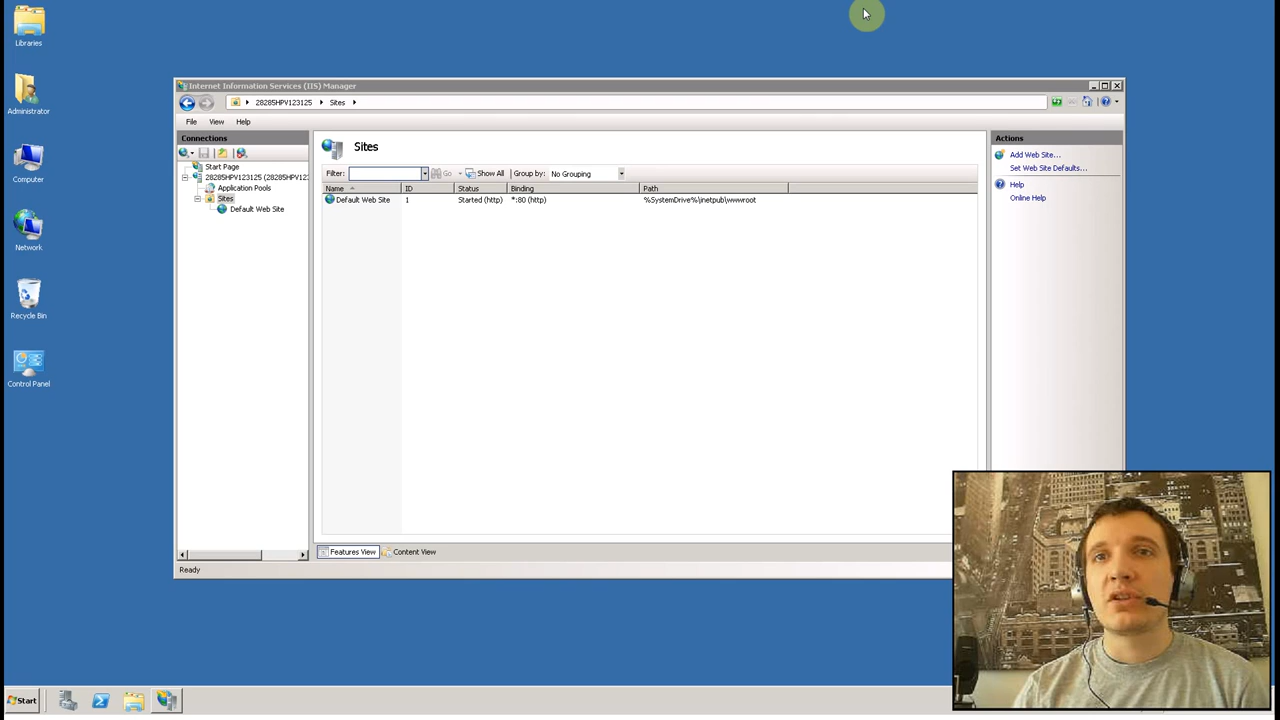 Libraries
Administrator
Computer
Network
Recycle Bin
Control Panel
Internet Information Services (IIS) Manager
28285HPV123125
Sites
File
View
Help
Connections
Start Page
28285HPV123125 (28285HPV12
Application Pools
Sites
Default Web Site
Sites
Filter:
Go
Show All
Group by:
No Grouping
Name
ID
Status
Binding
Path
Default Web Site
1
Started (http)
*:80 (http)
%SystemDrive%\inetpub\wwwroot
Features View
Content View
Actions
Add Web Site...
Set Web Site Defaults...
Help
Online Help
Ready
Start